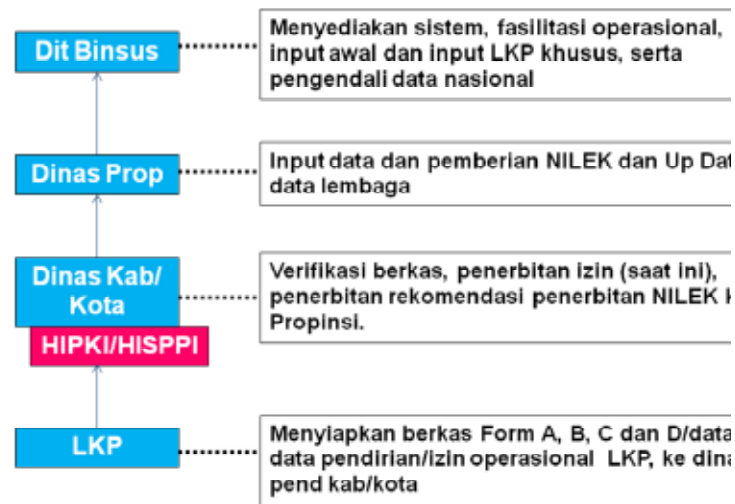 Dit Binsus
Menyediakan sistem, fasilitasi operasional,
input awal dan input LKP khusus, serta
pengendali data nasional
Dinas Prop
Input data dan pemberian NILEK dan Up Dat
data lembaga
Dinas Kab/
Kota
HIPKI/HISPPI
Verifikasi berkas, penerbitan izin (saat ini),
penerbitan rekomendasi penerbitan NILEK
Propinsi.
LKP
Menyiapkan berkas Form A, B, C dan D/data
data pendirian/izin operasional LKP, ke dina
pend kab/kota